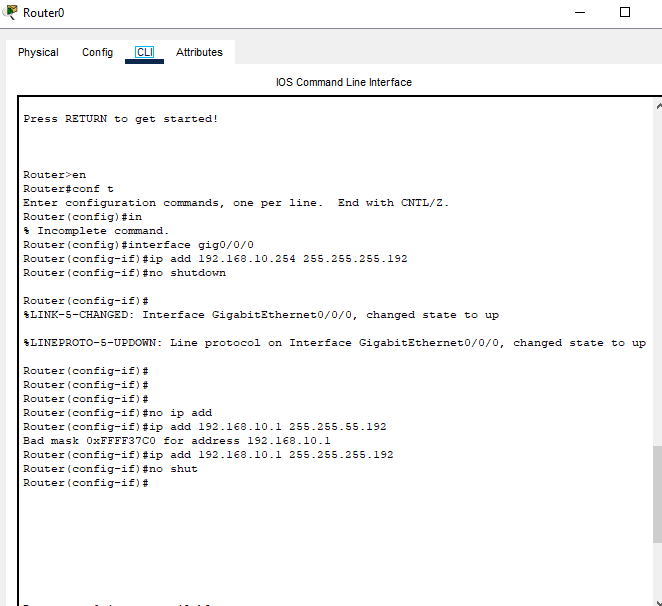 Router0
Physical Config CLI Attributes
IOS Command Line Interface
Press RETURN to get started!
Router>en
Router#conf t
Enter configuration commands, one per line.  End with CNTL/Z.
Router(config)#in
% Incomplete command.
Router(config)#interface gig0/0/0
Router(config-if)#ip add 192.168.10.254 255.255.255.192
Router(config-if)#no shutdown
Router(config-if)#
%LINK-5-CHANGED: Interface GigabitEthernet0/0/0, changed state to up
%LINEPROTO-5-UPDOWN: Line protocol on Interface GigabitEthernet0/0/0, changed state to up
Router(config-if)#
Router(config-if)#
Router(config-if)#
Router(config-if)#no ip add
Router(config-if)#ip add 192.168.10.1 255.255.55.192
Bad mask 0xFFFF37C0 for address 192.168.10.1
Router(config-if)#ip add 192.168.10.1 255.255.255.192
Router(config-if)#no shut
Router(config-if)#